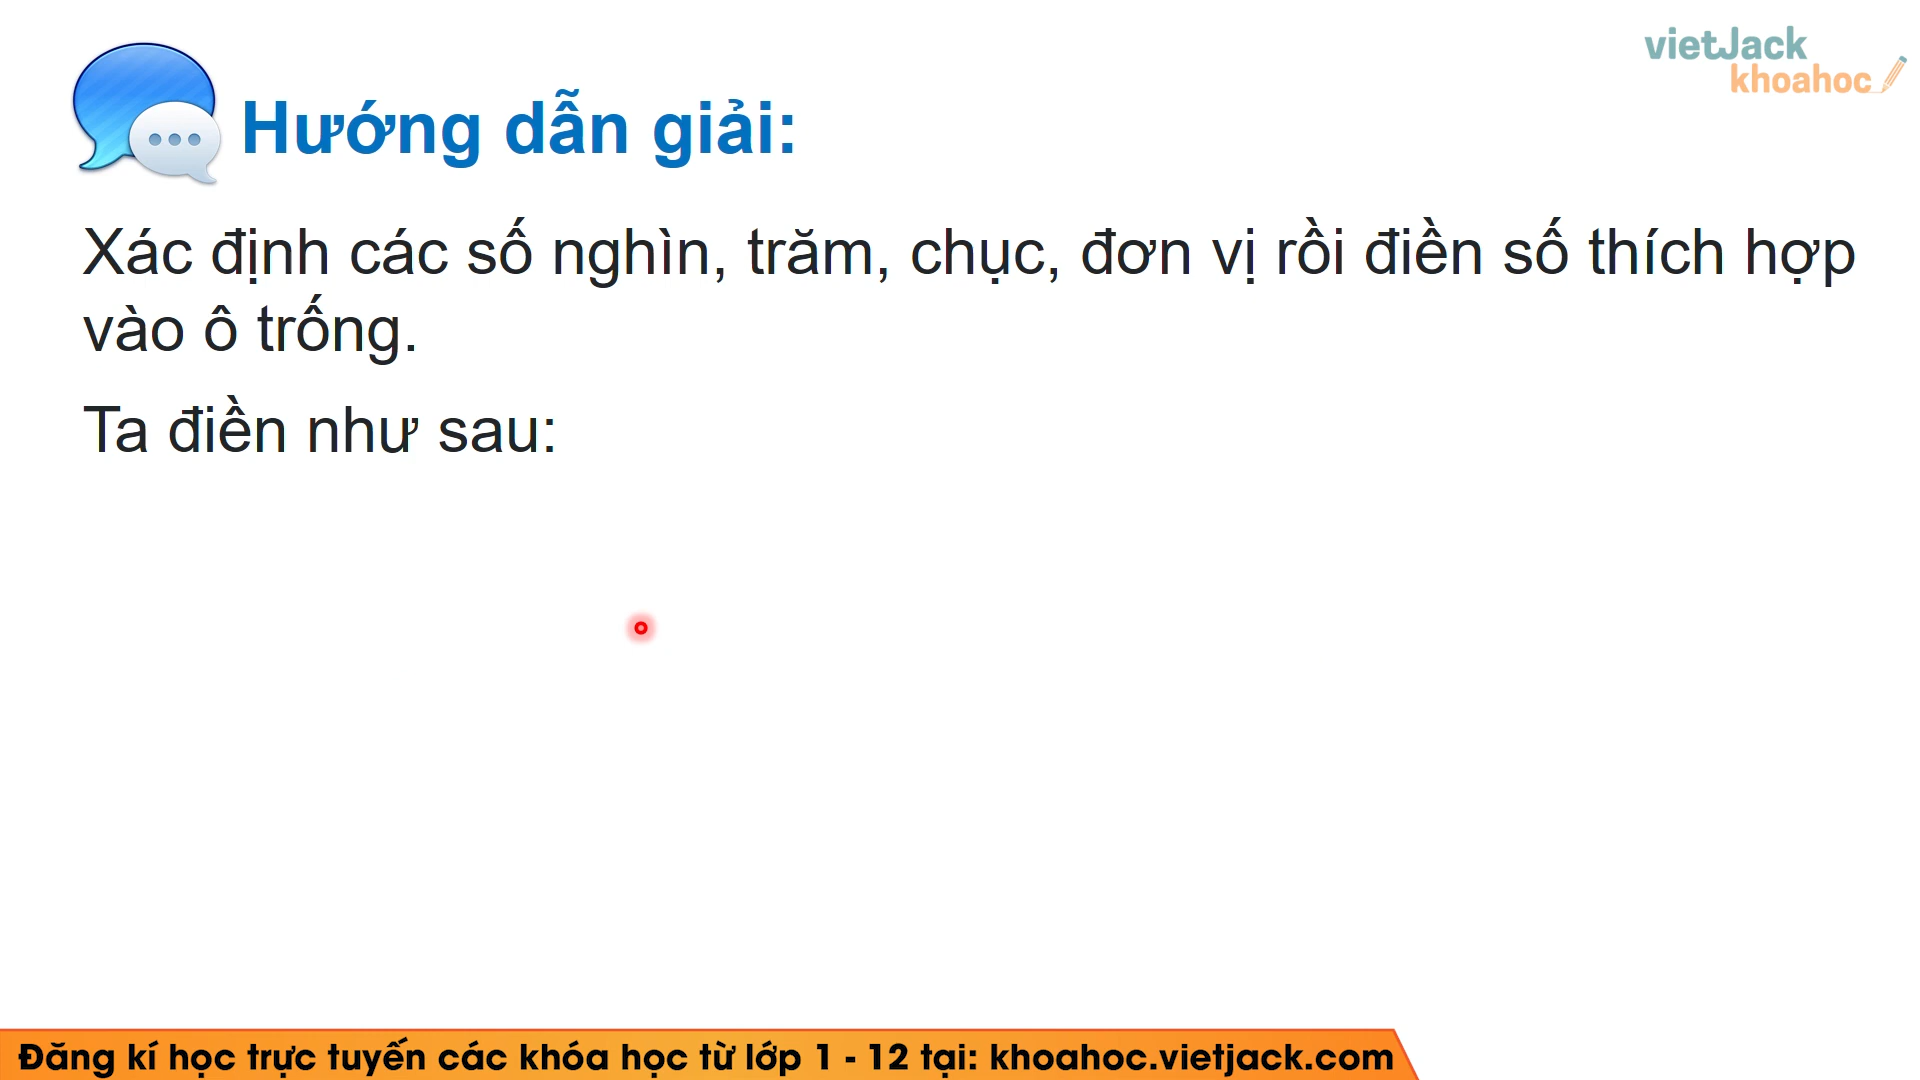 vietJack
khoahoc
Hướng dẫn giải:
Xác định các số nghìn, trăm, chục, đơn vị rồi điền số thích hợp
vào ô trống.
Ta điền như sau:
Đăng kí học trực tuyến các khóa học từ lớp 1 - 12 tại: khoahoc.vietjack.com